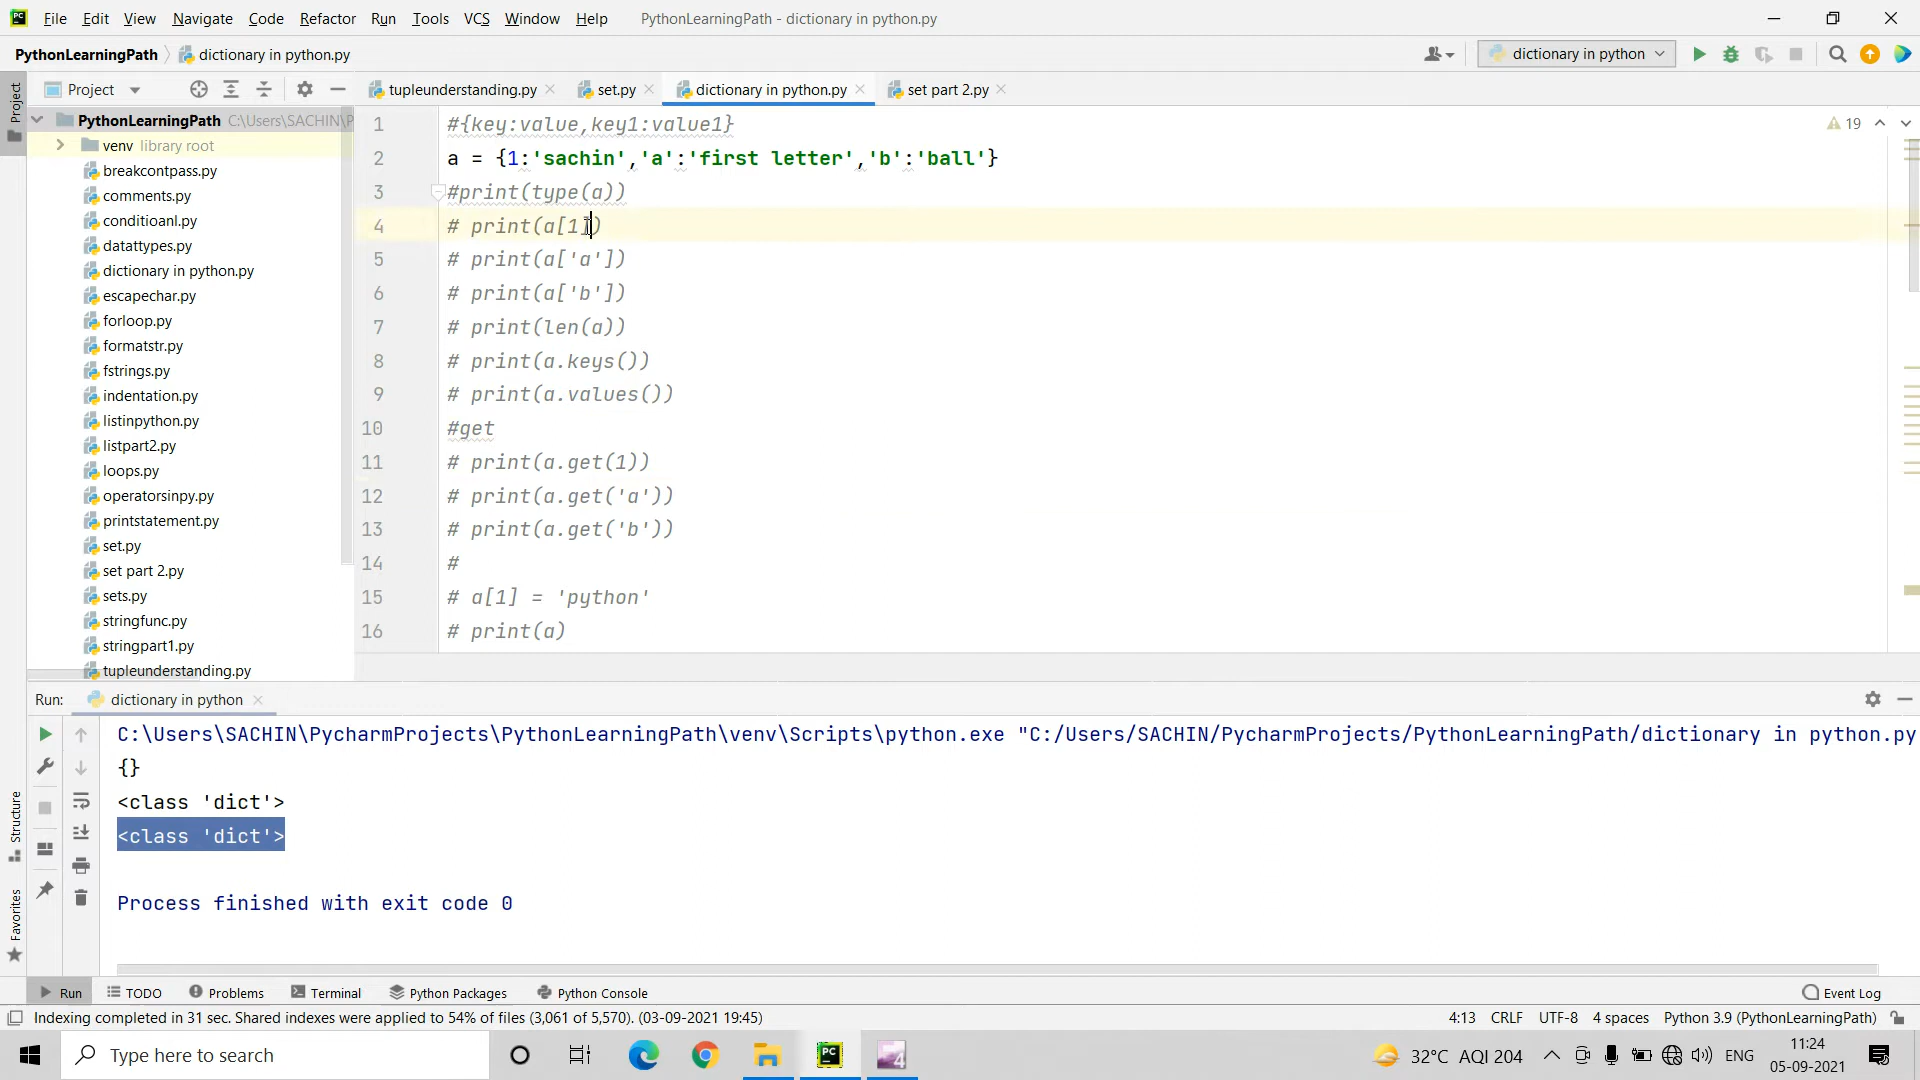 File Edit View Navigate Code Refactor Run Tools VCS Window Help PythonLearningPath - dictionary in python.py
PythonLearningPath dictionary in python.py dictionary in python
Project tupleunderstanding.py set.py dictionary in python.py set part 2.py
Project
PythonLearningPath C:\Users\SACHIN\P
venv library root
breakcontpass.py
comments.py
conditioanl.py
datattypes.py
dictionary in python.py
escapechar.py
forloop.py
formatstr.py
fstrings.py
indentation.py
listinpython.py
listpart2.py
loops.py
operatorsinpy.py
printstatement.py
set.py
set part 2.py
sets.py
stringfunc.py
stringpart1.py
tupleunderstanding.py
1 #{key:value,key1:value1}
19
2 a = {1:'sachin','a':'first letter','b':'ball'}
3 #print(type(a))
4 # print(a[1])
5 # print(a['a'])
6 # print(a['b'])
7 # print(len(a))
8 # print(a.keys())
9 # print(a.values())
10 #get
11 # print(a.get(1))
12 # print(a.get('a'))
13 # print(a.get('b'))
14 #
15 # a[1] = 'python'
16 # print(a)
Run: dictionary in python
C:\Users\SACHIN\PycharmProjects\PythonLearningPath\venv\Scripts\python.exe "C:/Users/SACHIN/PycharmProjects/PythonLearningPath/dictionary in python.py
{}
<class 'dict'>
<class 'dict'>
Process finished with exit code 0
Structure
Favorites
Run TODO Problems Terminal Python Packages Python Console Event Log
Indexing completed in 31 sec. Shared indexes were applied to 54% of files (3,061 of 5,570). (03-09-2021 19:45) 4:13 CRLF UTF-8 4 spaces Python 3.9 (PythonLearningPath)
Type here to search 32°C AQI 204 ENG 11:24
05-09-2021